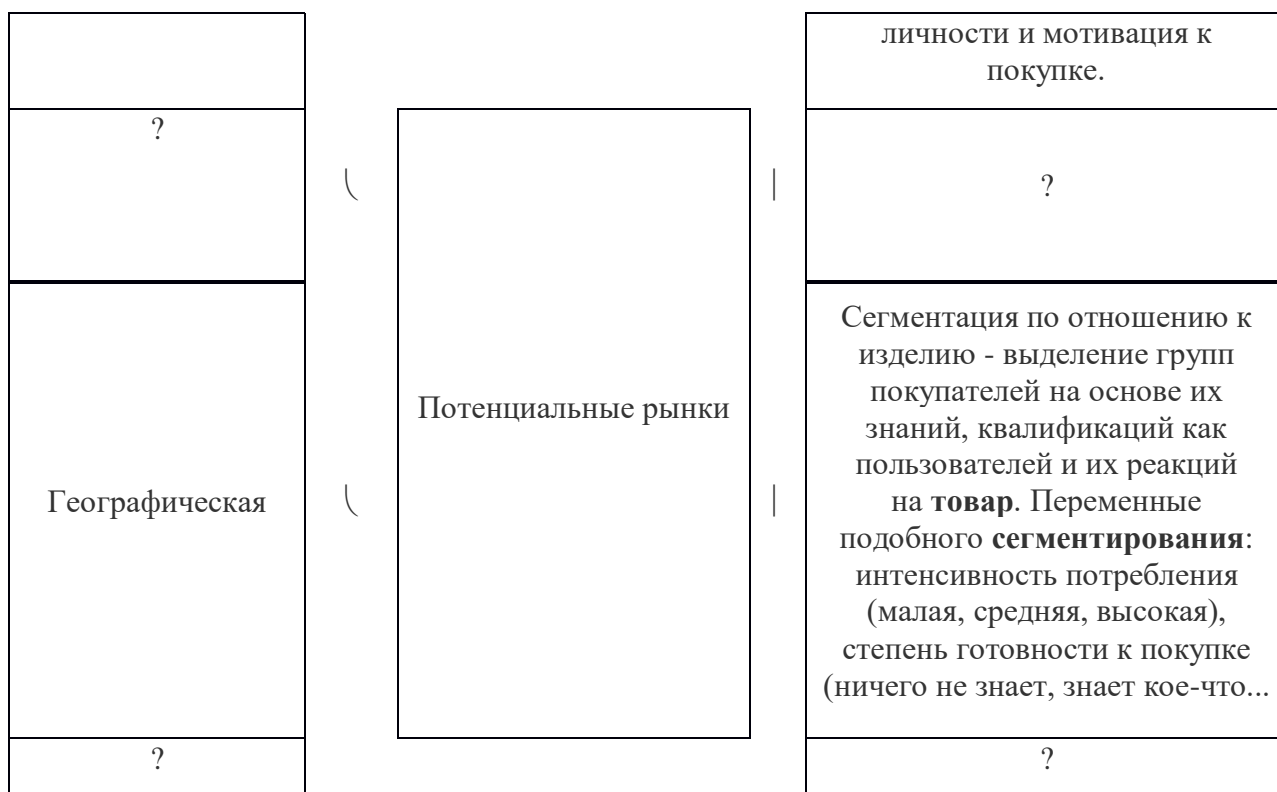 личности и мотивация к
покупке.
?
?
Потенциальные рынки
Географическая
Сегментация по отношению к
изделию - выделение групп
покупателей на основе их
знаний, квалификаций как
пользователей и их реакций
на товар. Переменные
подобного сегментирования:
интенсивность потребления
(малая, средняя, высокая),
степень готовности к покупке
(ничего не знает, знает кое-что...
?
?